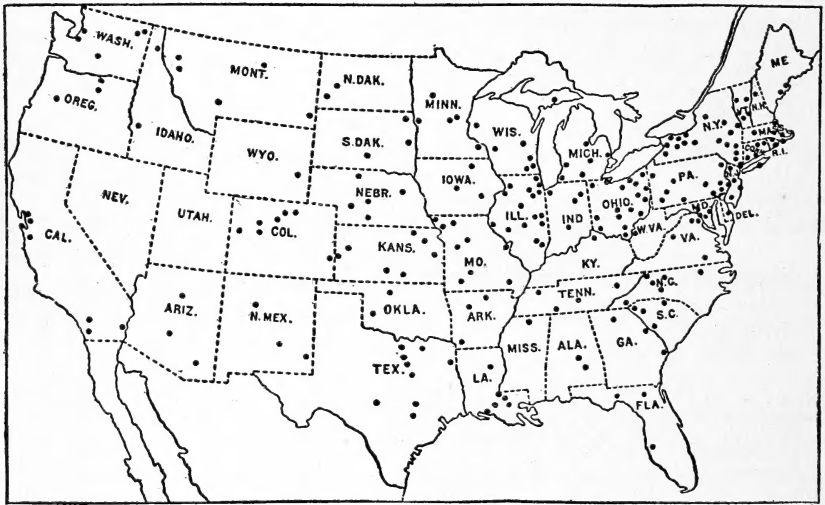 WASH.
MONT.
N.DAK.
MINN.
ME
OREG.
IDAHO.
WYO.
S.DAK.
WIS.
MICH.
N.Y.
VT.
N.H.
MASS.
R.I.
NEV.
UTAH.
COL.
NEBR.
IOWA.
ILL.
IND
OHIO.
PA.
N.J.
MD.
DEL.
W.VA.
VA.
CAL.
KANS.
MO.
KY.
ARIZ.
N.MEX.
OKLA.
ARK.
TENN.
N.C.
S.C.
TEX.
LA.
MISS.
ALA.
GA.
FLA.